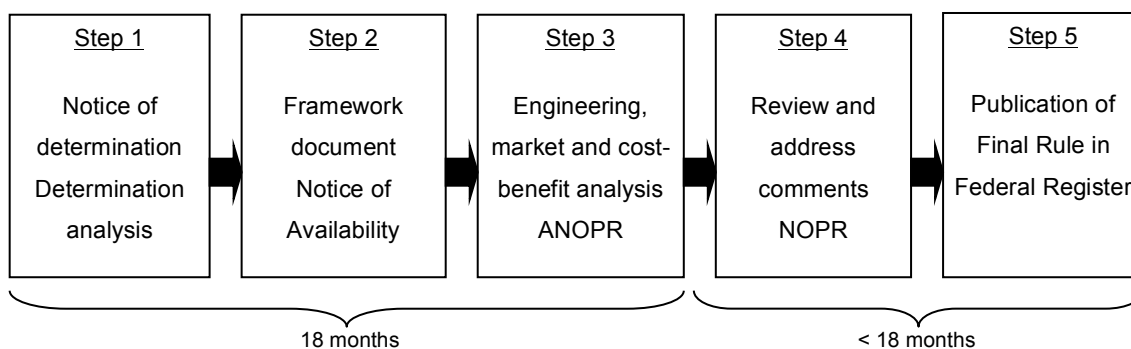 Step 1
Notice of
determination
Determination
analysis
Step 2
Framework
document
Notice of
Availability
Step 3
Engineering,
market and cost-
benefit analysis
ANOPR
Step 4
Review and
address
comments
NOPR
Step 5
Publication of
Final Rule in
Federal Register
18 months
< 18 months